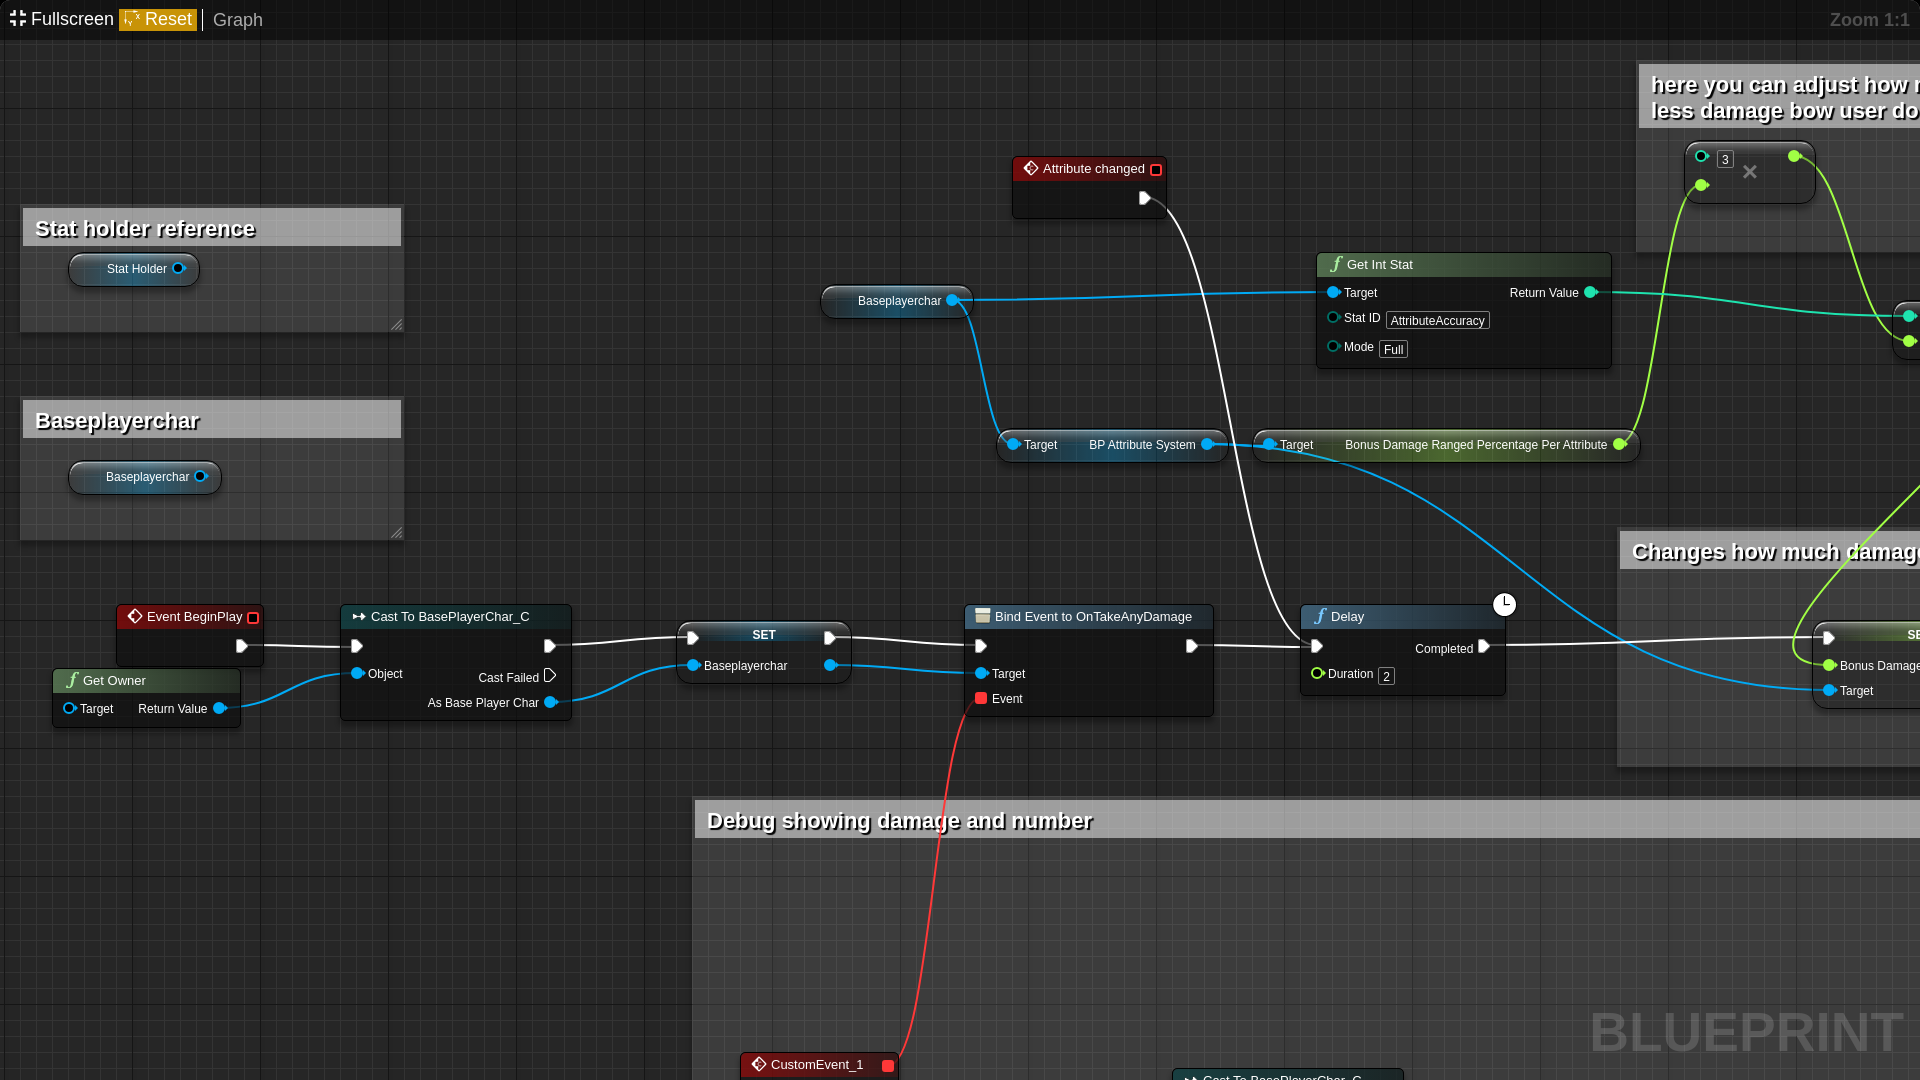 Fullscreen Reset Graph
Zoom 1:1
here you can adjust how
less damage bow user do
3
Attribute changed
Stat holder reference
Stat Holder
Get Int Stat
Target Return Value
Stat ID AttributeAccuracy
Mode Full
Baseplayerchar
Baseplayerchar
Baseplayerchar
Target BP Attribute System
Target Bonus Damage Ranged Percentage Per Attribute
Changes how much damag
Event BeginPlay
Get Owner
Target Return Value
Cast To BasePlayerChar_C
Object
Cast Failed
As Base Player Char
SET
Baseplayerchar
Bind Event to OnTakeAnyDamage
Target
Event
Delay
Completed
Duration 2
SE
Bonus Damage
Target
Debug showing damage and number
CustomEvent_1
Cast To BasePlayerChar_C
BLUEPRINT